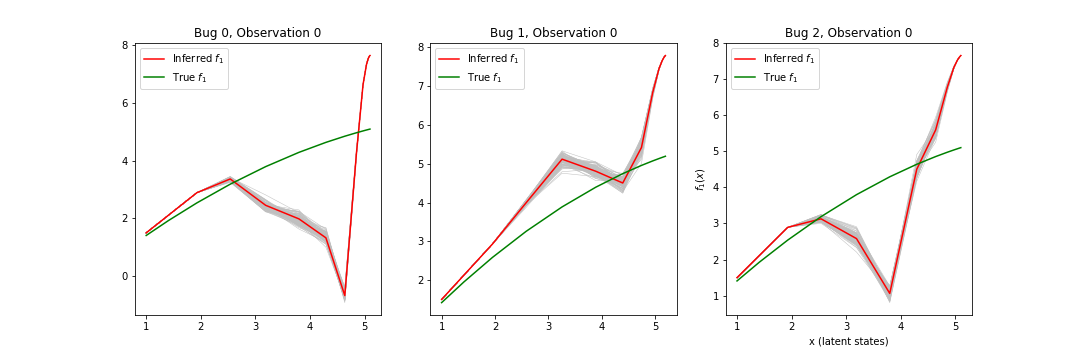 Bug 0, Observation 0
Inferred f₁
True f₁
8
6
4
2
0
1 2 3 4 5
Bug 1, Observation 0
Inferred f₁
True f₁
8
7
6
5
4
3
2
1 2 3 4 5
Bug 2, Observation 0
Inferred f₁
True f₁
f₁(x)
8
7
6
5
4
3
2
1
1 2 3 4 5
x (latent states)